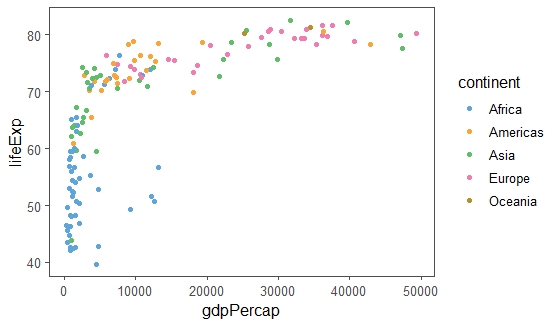 80
70
60
50
40
lifeExp
0
10000
20000
30000
40000
50000
gdpPercap
continent
Africa
Americas
Asia
Europe
Oceania